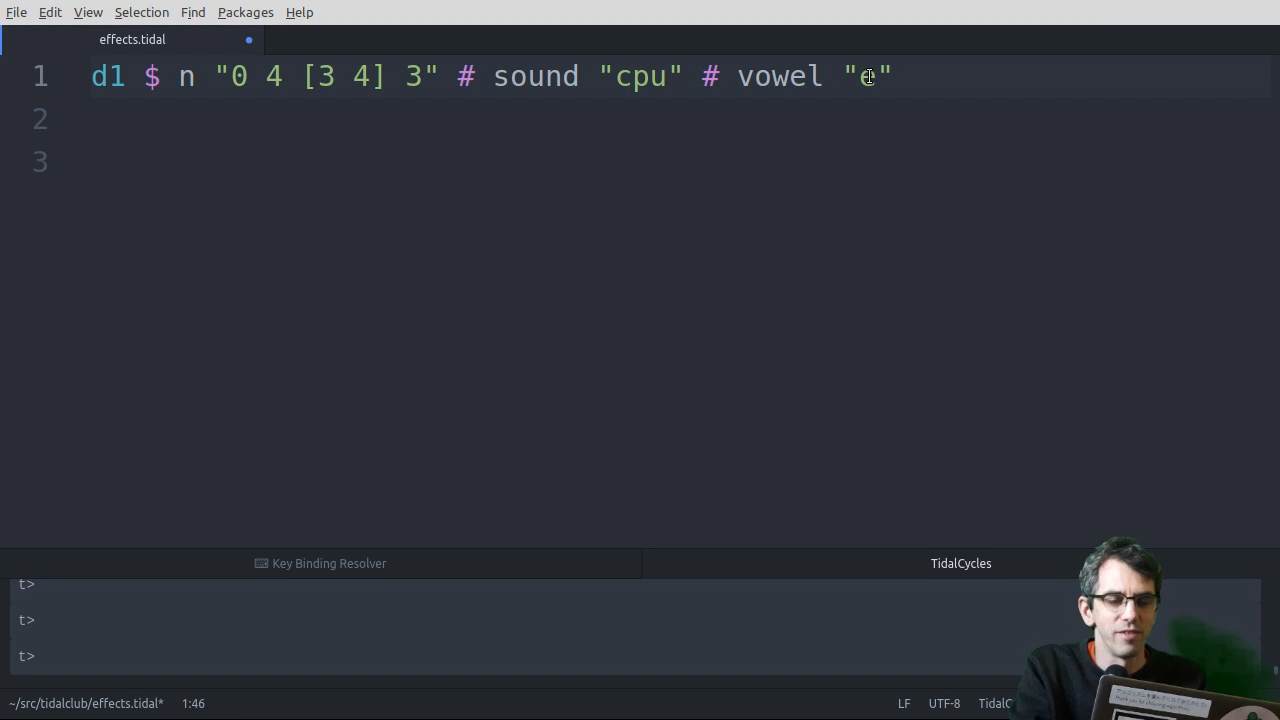 File Edit View Selection Find Packages Help
effects.tidal
1 d1 $ n "0 4 [3 4] 3" # sound "cpu" # vowel "e"
2
3
Key Binding Resolver TidalCycles
t>
t>
t>
~/src/tidalclub/effects.tidal* 1:46 LF UTF-8 TidalC